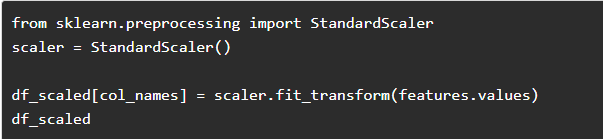 from sklearn.preprocessing import StandardScaler
scaler = StandardScaler()
df_scaled[col_names] = scaler.fit_transform(features.values)
df_scaled